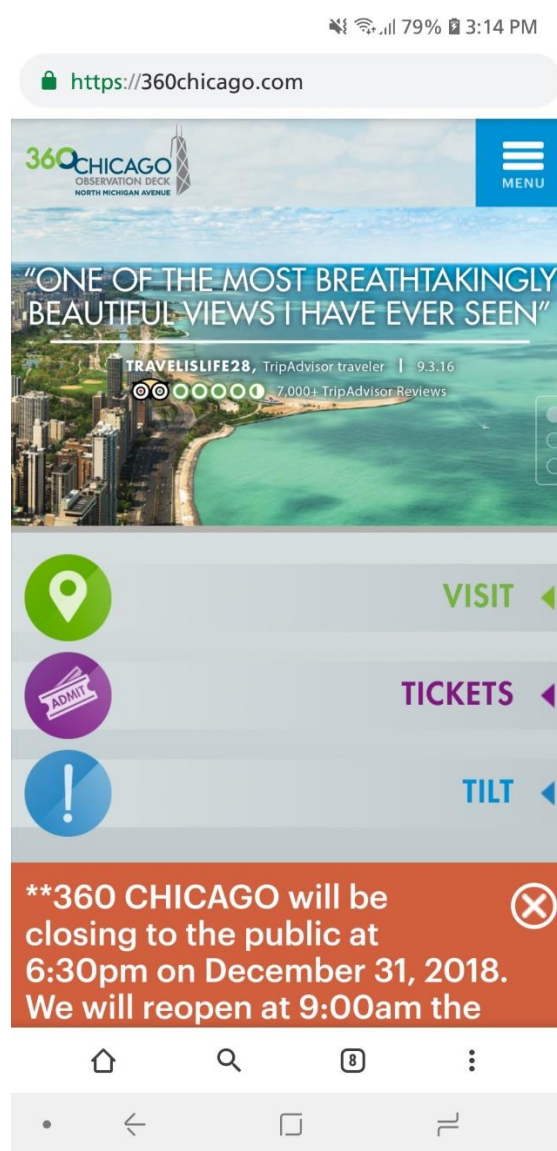 79% 3:14 PM
https://360chicago.com
360CHICAGO
OBSERVATION DECK
NORTH MICHIGAN AVENUE
MENU
“ONE OF THE MOST BREATHTAKINGLY
BEAUTIFUL VIEWS I HAVE EVER SEEN”
TRAVELISLIFE28, TripAdvisor traveler | 9.3.16
7,000+ TripAdvisor Reviews
VISIT
ADMIT
TICKETS
TILT
**360 CHICAGO will be
closing to the public at
6:30pm on December 31, 2018.
We will reopen at 9:00am the
8